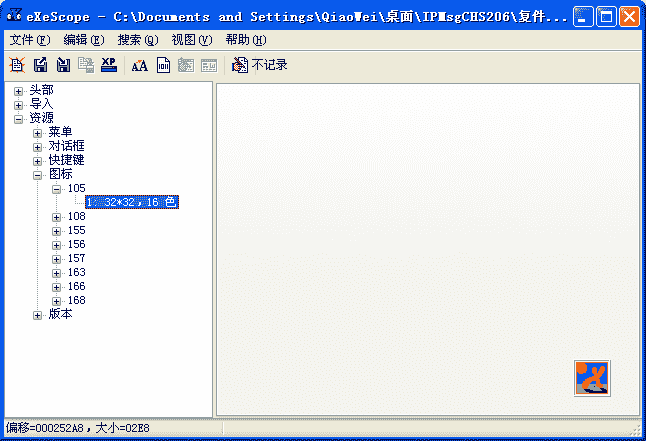 eXeScope - C:\Documents and Settings\QiaoWei\桌面\IPMsgCHS206\复件...
文件(F) 编辑(E) 搜索(Q) 视图(V) 帮助(H)
不记录
头部
导入
资源
菜单
对话框
快捷键
图标
105
1: 32*32, 16 色
108
155
156
157
163
166
168
版本
偏移=000252A8, 大小=02E8